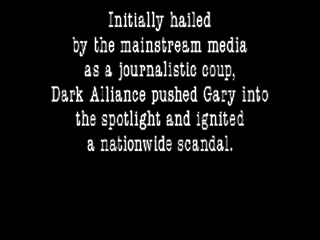 Initially hailed
by the mainstream media
as a journalistic coup,
Dark Alliance pushed Gary into
the spotlight and ignited
a nationwide scandal.